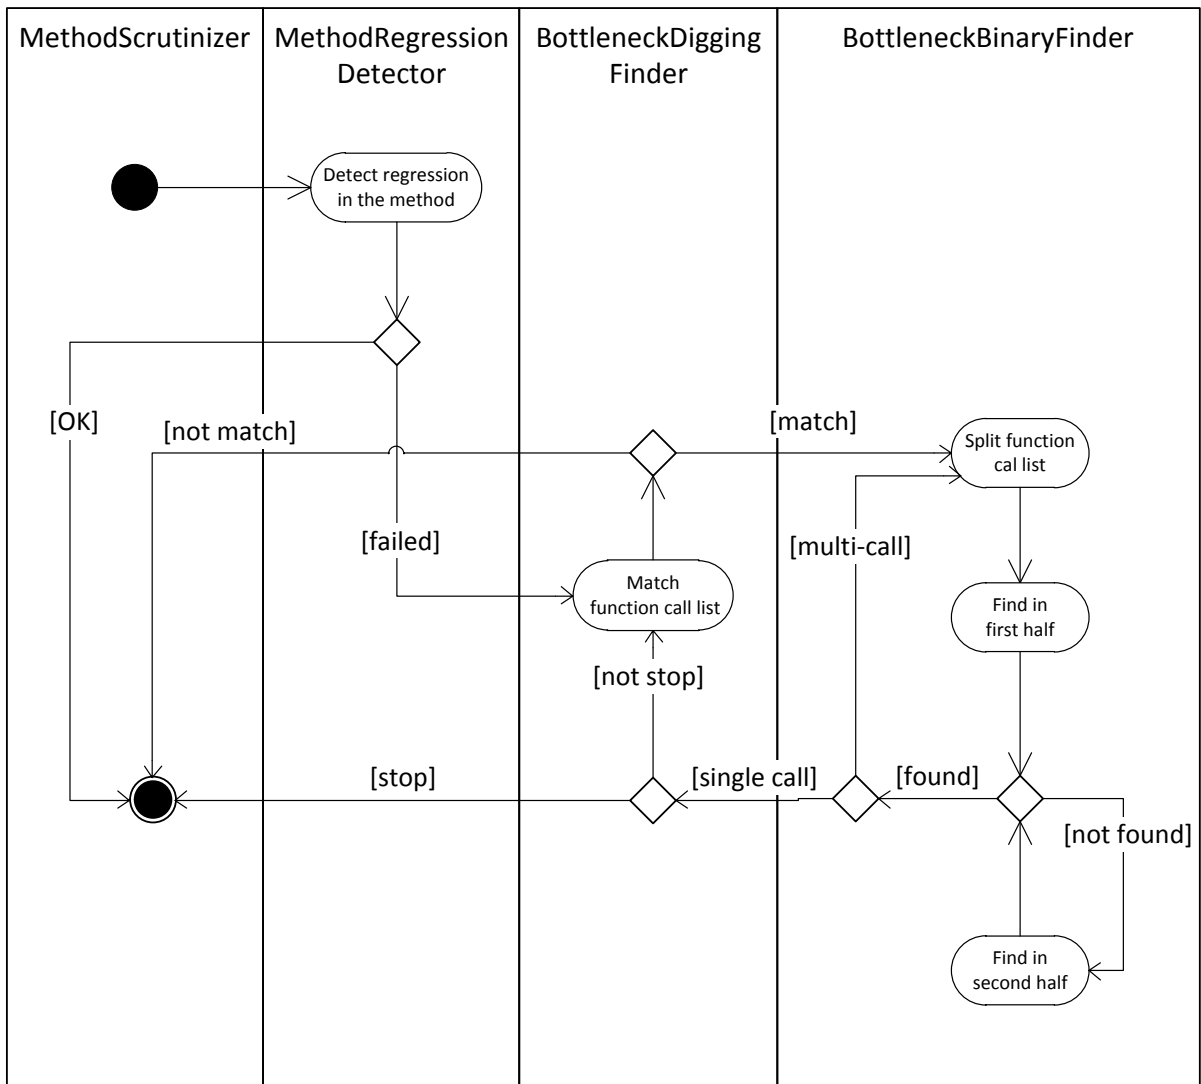 MethodScrutinizer
MethodRegression
Detector
BottleneckDigging
Finder
BottleneckBinaryFinder
Detect regression
in the method
[OK]
[not match]
[match]
Split function
cal list
[failed]
[multi-call]
Match
function call list
Find in
first half
[not stop]
[stop]
[single call]
[found]
[not found]
Find in
second half